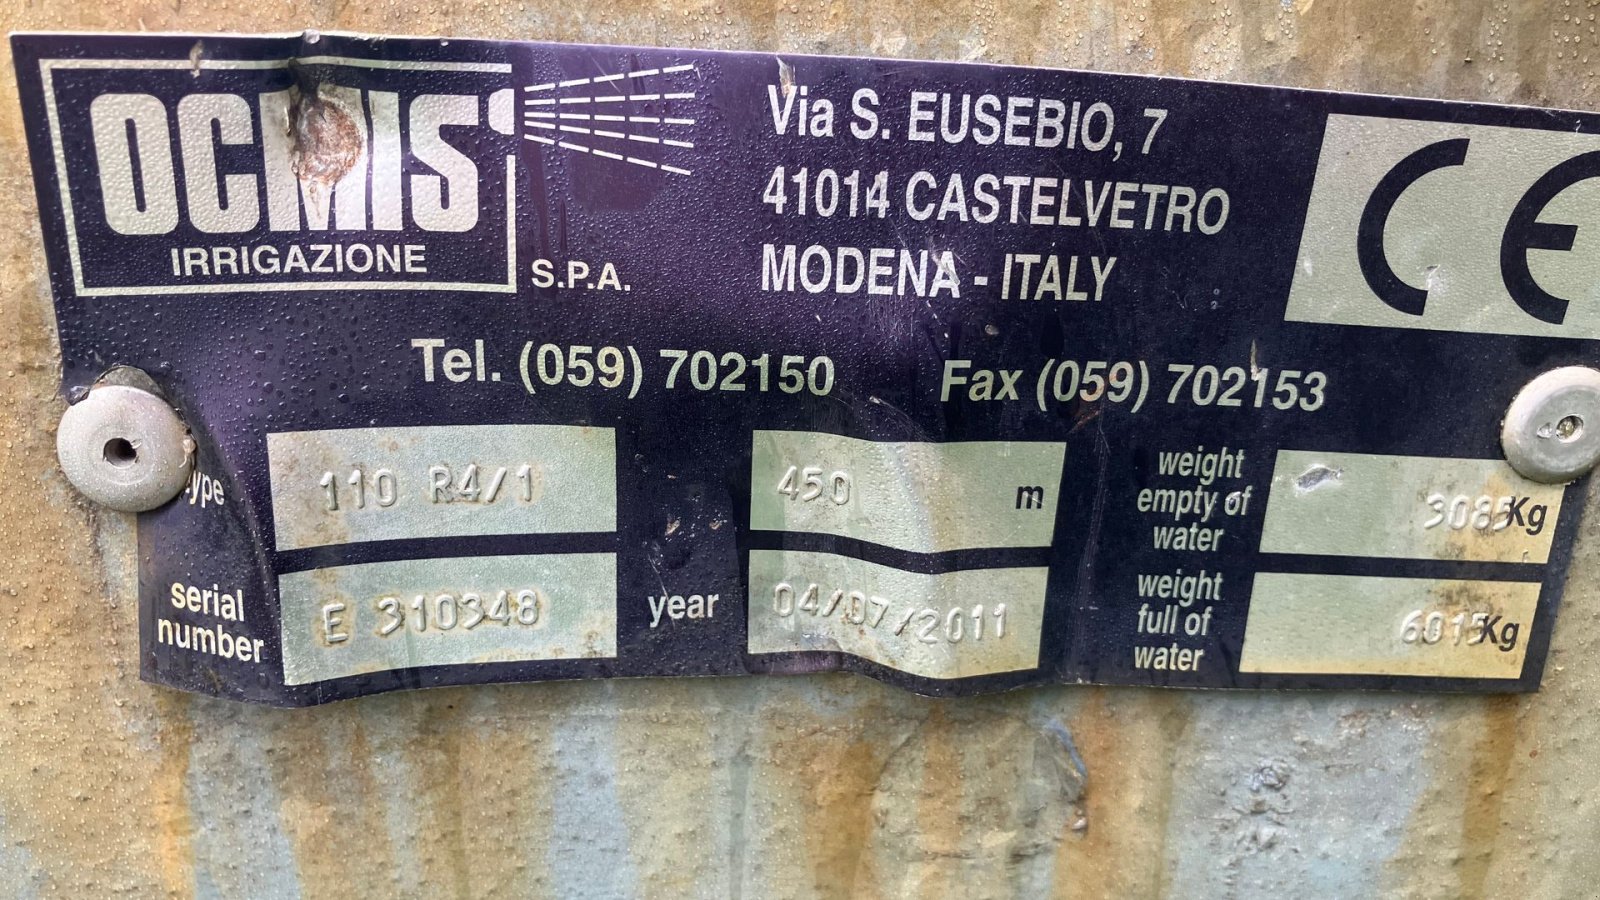 OCMIS
IRRIGAZIONE
S.P.A.
Via S. EUSEBIO, 7
41014 CASTELVETRO
MODENA - ITALY
CE
Tel. (059) 702150
Fax (059) 702153
type
110 R4/1
450 m
weight
empty of
water
3085Kg
serial
number
E 310348
year
04/07/2011
weight
full of
water
6015Kg